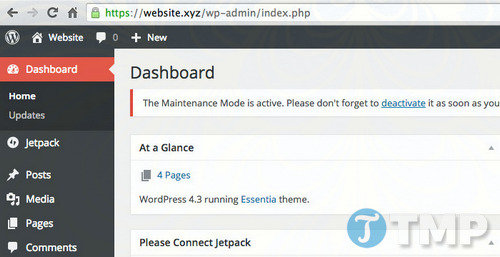 https://website.xyz/wp-admin/index.php
Website 0 + New
Dashboard
Home
Updates
Jetpack
Posts
Media
Pages
Comments
Dashboard
The Maintenance Mode is active. Please don't forget to deactivate it as soon as you
At a Glance
4 Pages
WordPress 4.3 running Essentia theme.
Please Connect Jetpack
TMP